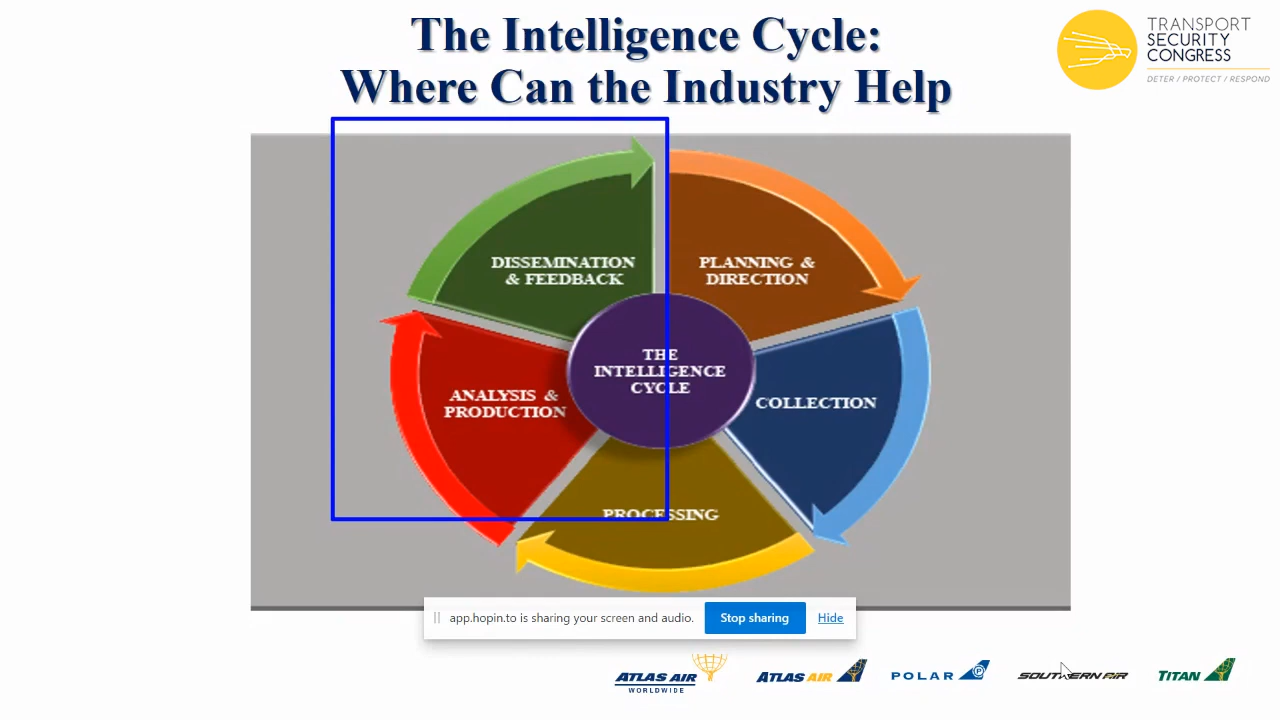 The Intelligence Cycle:
Where Can the Industry Help
TRANSPORT
SECURITY
CONGRESS
DETER / PROTECT / RESPOND
DISSEMINATION
& FEEDBACK
PLANNING &
DIRECTION
THE
INTELLIGENCE
CYCLE
ANALYSIS &
PRODUCTION
COLLECTION
PROCESSING
app.hopin.to is sharing your screen and audio.
Stop sharing
Hide
ATLAS AIR
WORLDWIDE
ATLAS AIR
POLAR
SOUTHERN AIR
TITAN